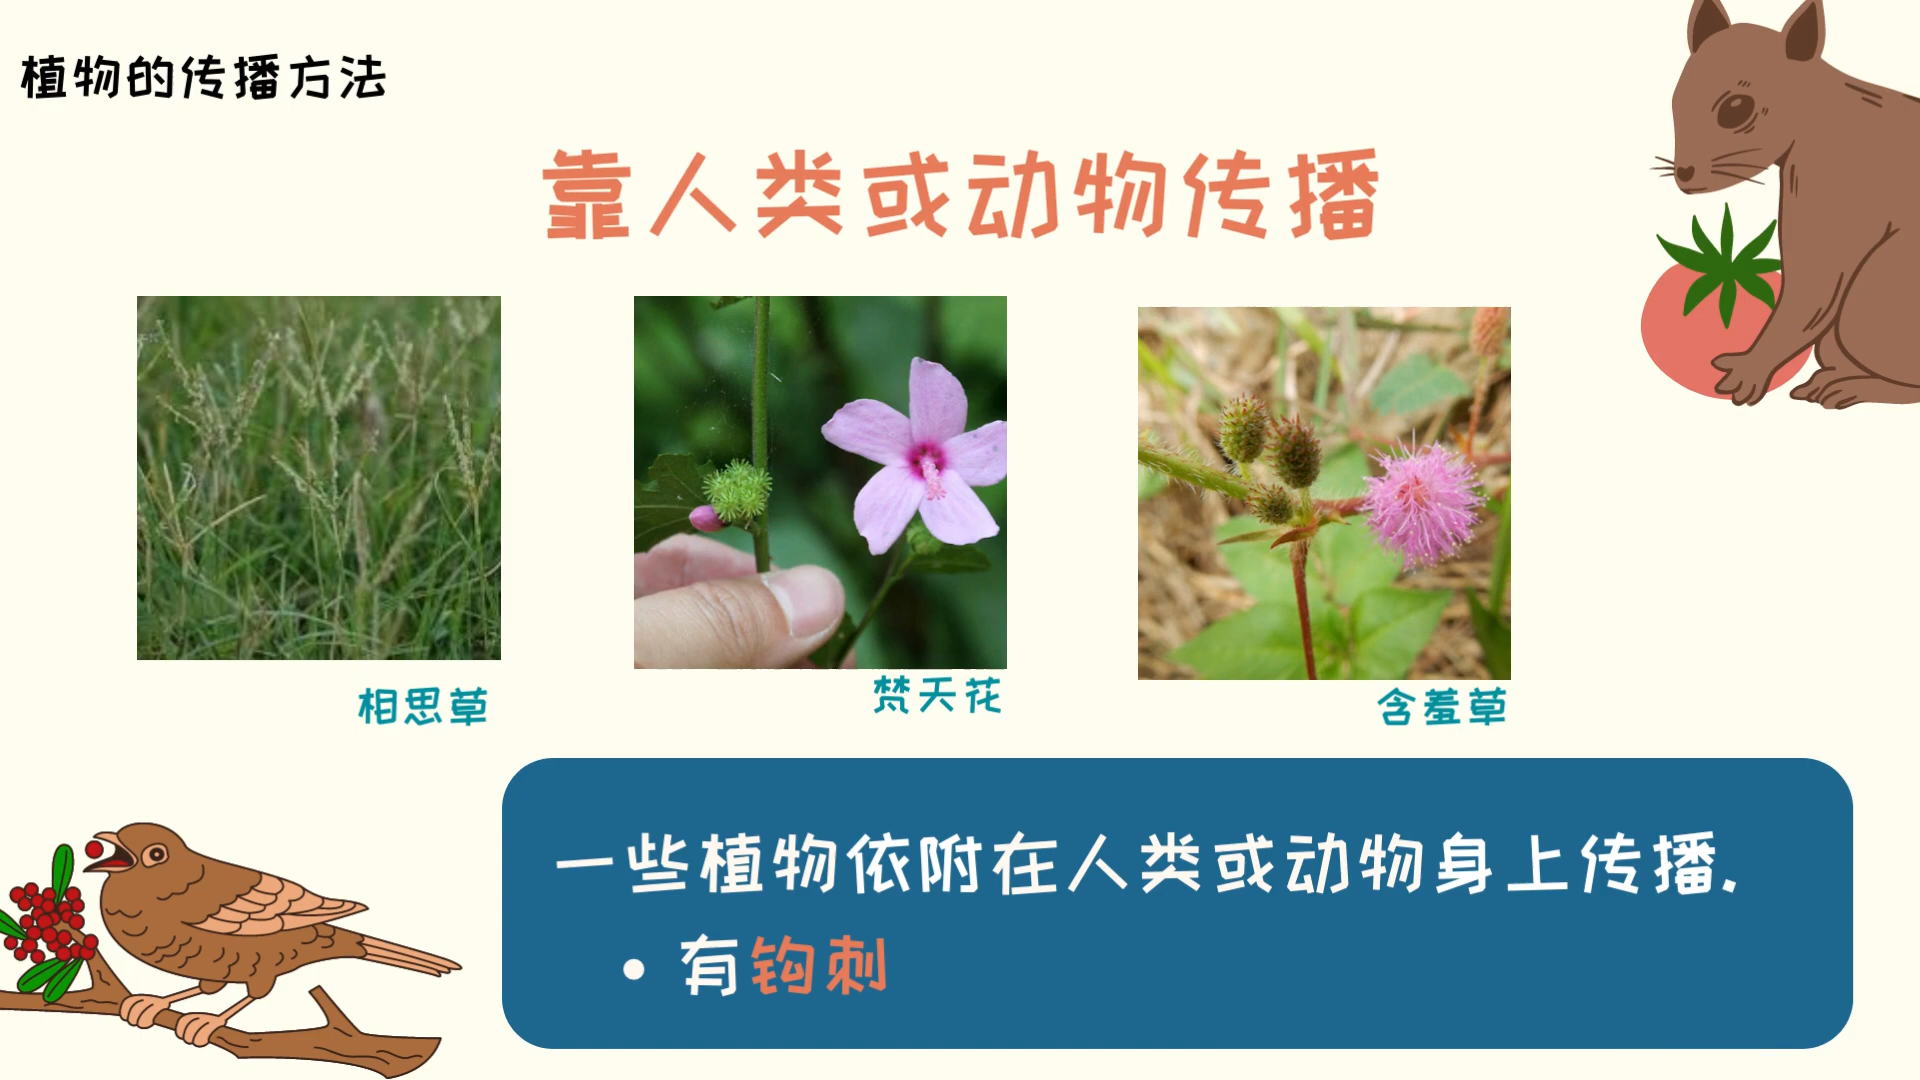 植物的传播方法
靠人类或动物传播
相思草
梵天花
含羞草
一些植物依附在人类或动物身上传播.
• 有钩刺